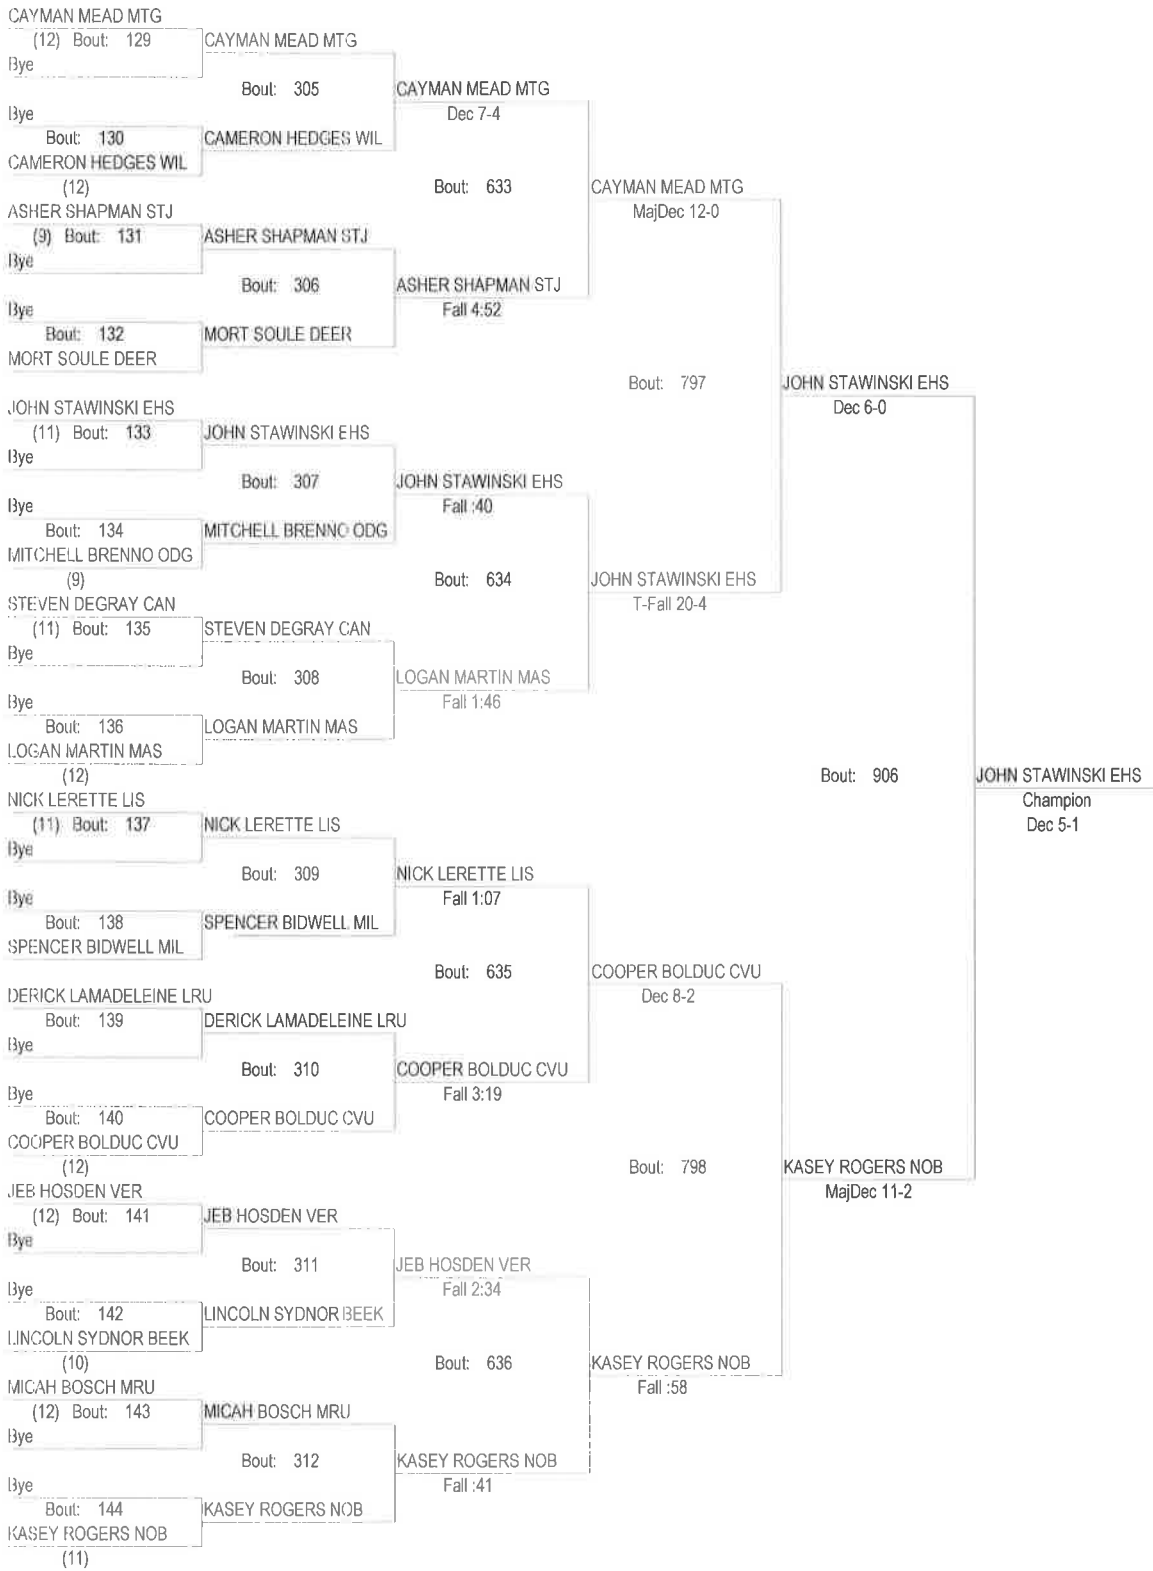 CAYMAN MEAD MTG
(12) Bout: 129
CAYMAN MEAD MTG
Bye
Bout: 305
CAYMAN MEAD MTG
Dec 7-4
Bye
Bout: 130
CAMERON HEDGES WIL
CAMERON HEDGES WIL
(12)
Bout: 633
CAYMAN MEAD MTG
MajDec 12-0
ASHER SHAPMAN STJ
(9) Bout: 131
ASHER SHAPMAN STJ
Bye
Bout: 306
ASHER SHAPMAN STJ
Fall 4:52
Bye
Bout: 132
MORT SOULE DEER
MORT SOULE DEER
Bout: 797
JOHN STAWINSKI EHS
Dec 6-0
JOHN STAWINSKI EHS
(11) Bout: 133
JOHN STAWINSKI EHS
Bye
Bout: 307
JOHN STAWINSKI EHS
Fall :40
Bye
Bout: 134
MITCHELL BRENNO ODG
MITCHELL BRENNO ODG
(9)
Bout: 634
JOHN STAWINSKI EHS
T-Fall 20-4
STEVEN DEGRAY CAN
(11) Bout: 135
STEVEN DEGRAY CAN
Bye
Bout: 308
LOGAN MARTIN MAS
Fall 1:46
Bye
Bout: 136
LOGAN MARTIN MAS
LOGAN MARTIN MAS
(12)
Bout: 906
JOHN STAWINSKI EHS
Champion
Dec 5-1
NICK LERETTE LIS
(11) Bout: 137
NICK LERETTE LIS
Bye
Bout: 309
NICK LERETTE LIS
Fall 1:07
Bye
Bout: 138
SPENCER BIDWELL MIL
SPENCER BIDWELL MIL
Bout: 635
COOPER BOLDUC CVU
Dec 8-2
DERICK LAMADELEINE LRU
Bout: 139
DERICK LAMADELEINE LRU
Bye
Bout: 310
COOPER BOLDUC CVU
Fall 3:19
Bye
Bout: 140
COOPER BOLDUC CVU
COOPER BOLDUC CVU
(12)
Bout: 798
KASEY ROGERS NOB
MajDec 11-2
JEB HOSDEN VER
(12) Bout: 141
JEB HOSDEN VER
Bye
Bout: 311
JEB HOSDEN VER
Fall 2:34
Bye
Bout: 142
LINCOLN SYDNOR BEEK
LINCOLN SYDNOR BEEK
(10)
Bout: 636
KASEY ROGERS NOB
Fall :58
MICAH BOSCH MRU
(12) Bout: 143
MICAH BOSCH MRU
Bye
Bout: 312
KASEY ROGERS NOB
Fall :41
Bye
Bout: 144
KASEY ROGERS NOB
KASEY ROGERS NOB
(11)